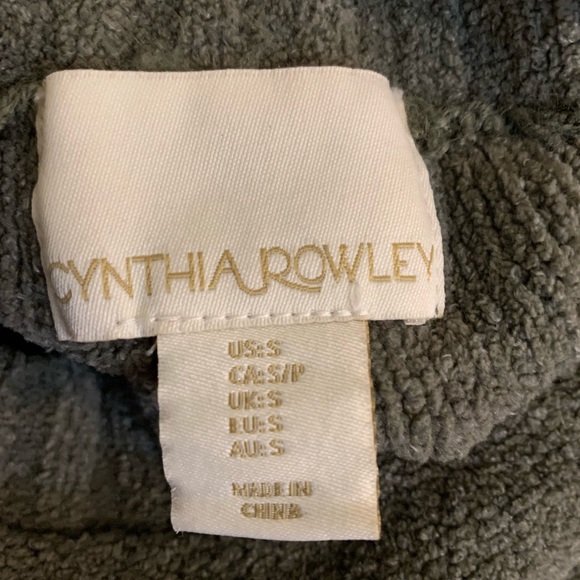 CYNTHIA ROWLEY
US:S
CA:S/P
UK:S
EU:S
AU:S
MADE IN
CHINA